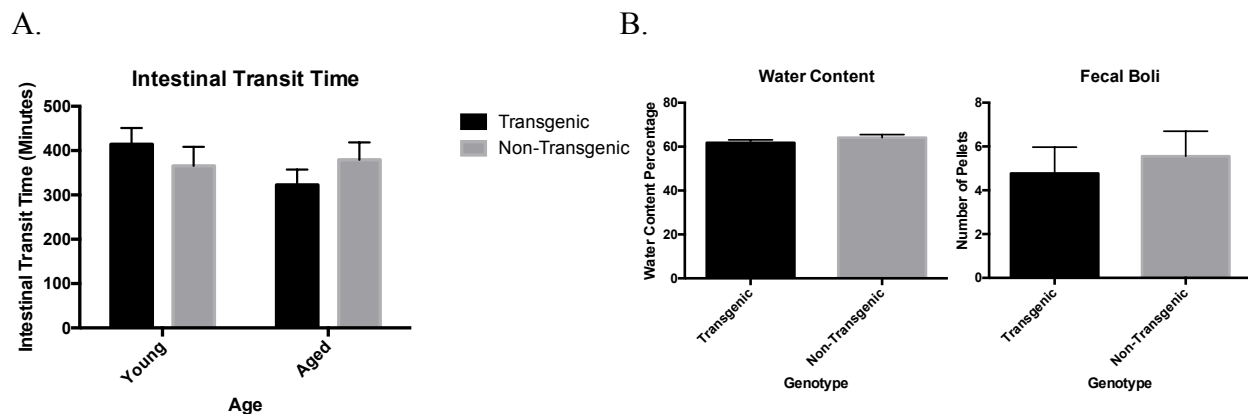 A.
Intestinal Transit Time
Intestinal Transit Time (Minutes)
500
400
300
200
100
0
Young
Aged
Age
Transgenic
Non-Transgenic
B.
Water Content
Water Content Percentage
80
60
40
20
0
Transgenic
Non-Transgenic
Genotype
Fecal Boli
Number of Pellets
8
6
4
2
0
Transgenic
Non-Transgenic
Genotype